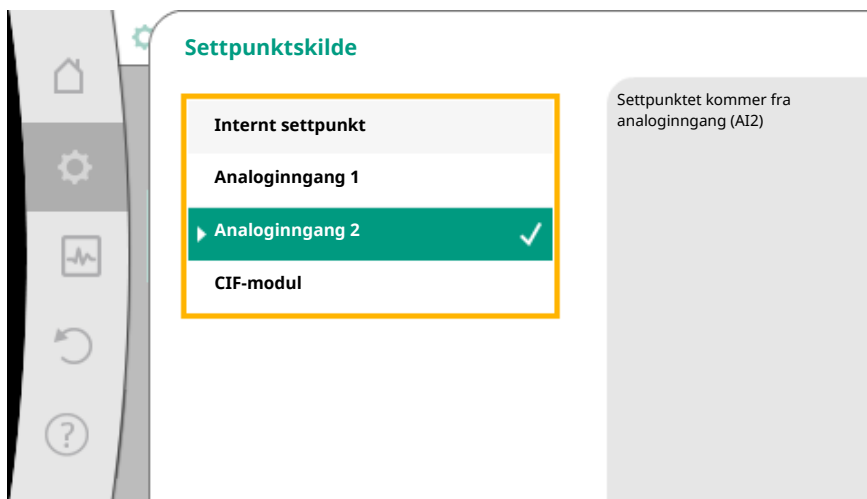 Settpunktskilde
Internt settpunkt
Analoginngang 1
Analoginngang 2
CIF-modul
Settpunktet kommer fra
analoginngang (AI2)
?